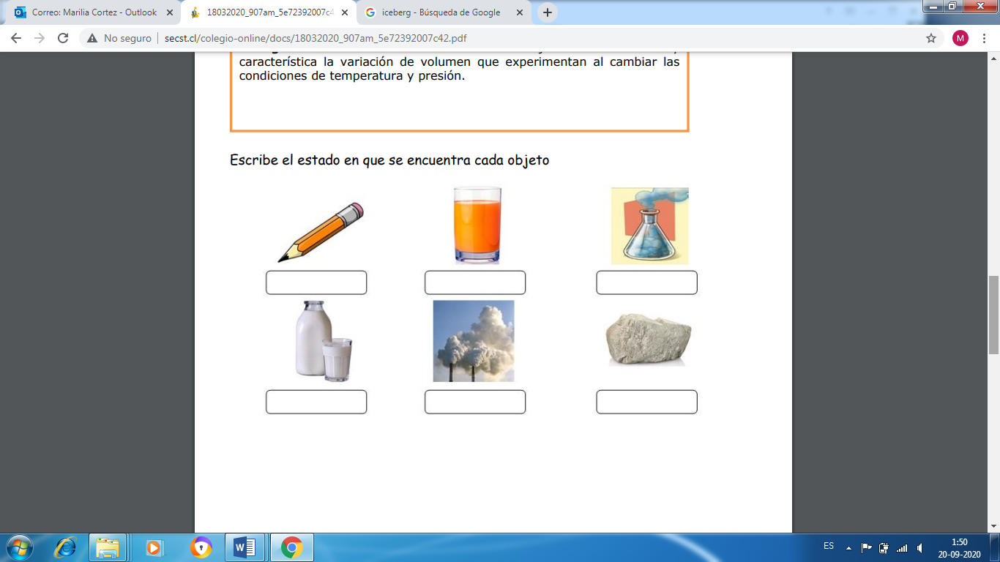 Correo: Marilia Cortez - Outlook
18032020_907am_5e72392007c4
iceberg - Búsqueda de Google
No seguro
secst.cl/colegio-online/docs/18032020_907am_5e72392007c42.pdf
M
característica la variación de volumen que experimentan al cambiar las
condiciones de temperatura y presión.
Escribe el estado en que se encuentra cada objeto
ES
1:50
20-09-2020